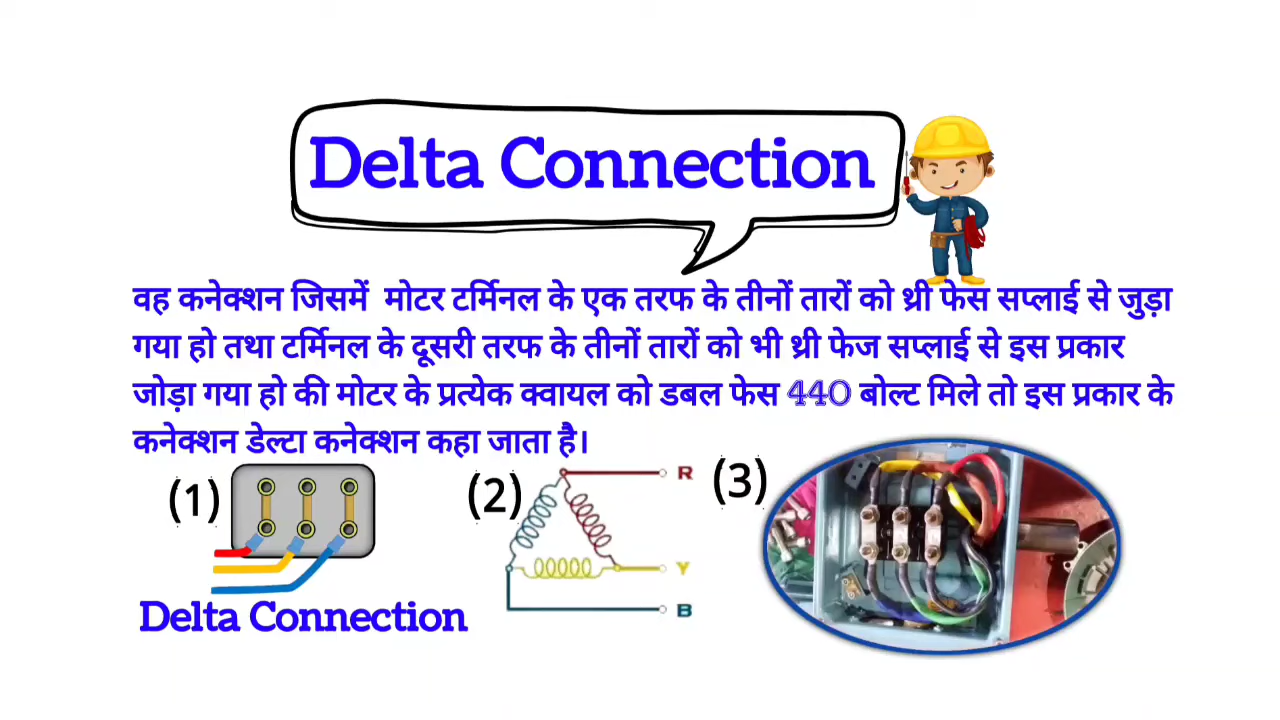 Delta Connection
वह कनेक्शन जिसमें मोटर टर्मिनल के एक तरफ के तीनों तारों को थ्री फेस सप्लाई से जुड़ा
गया हो तथा टर्मिनल के दूसरी तरफ के तीनों तारों को भी थ्री फेज सप्लाई से इस प्रकार
जोड़ा गया हो की मोटर के प्रत्येक क्वायल को डबल फेस 440 बोल्ट मिले तो इस प्रकार के
कनेक्शन डेल्टा कनेक्शन कहा जाता है।
(1)
Delta Connection
(2)
R
Y
B
(3)